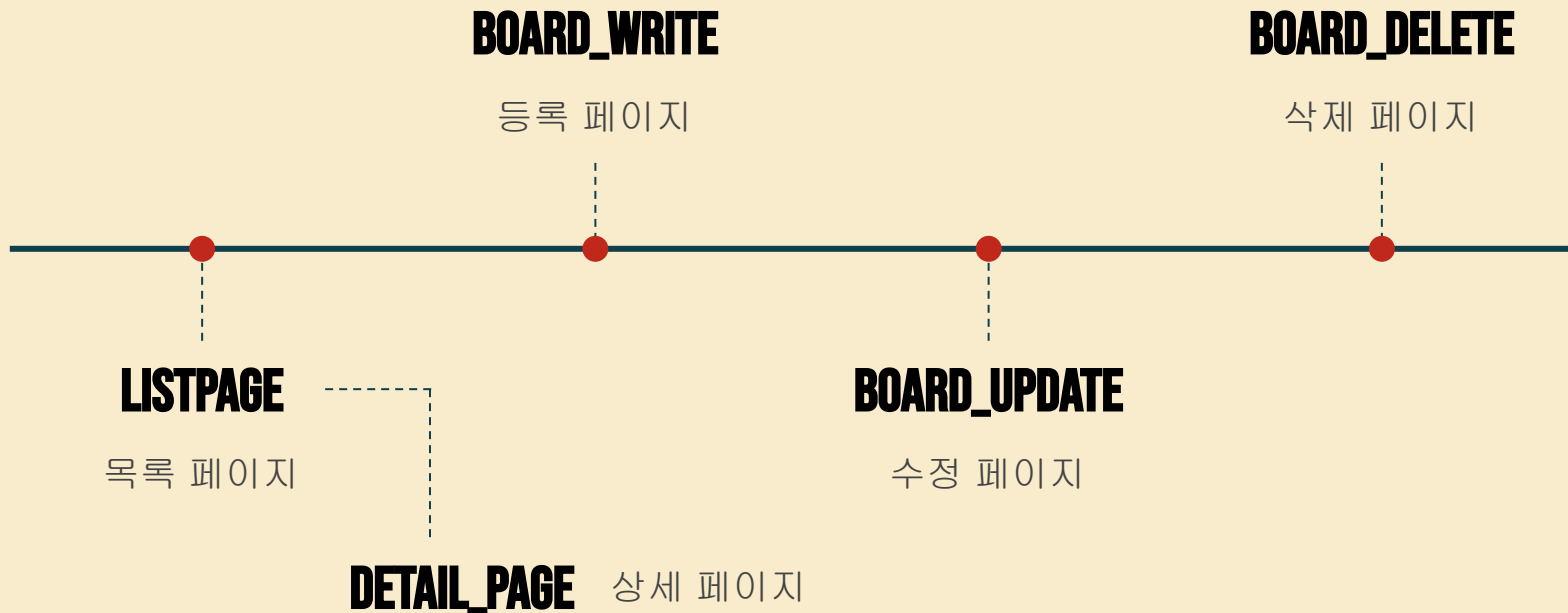 BOARD_WRITE
등록 페이지
BOARD_DELETE
삭제 페이지
LISTPAGE
목록 페이지
BOARD_UPDATE
수정 페이지
DETAIL_PAGE 상세 페이지